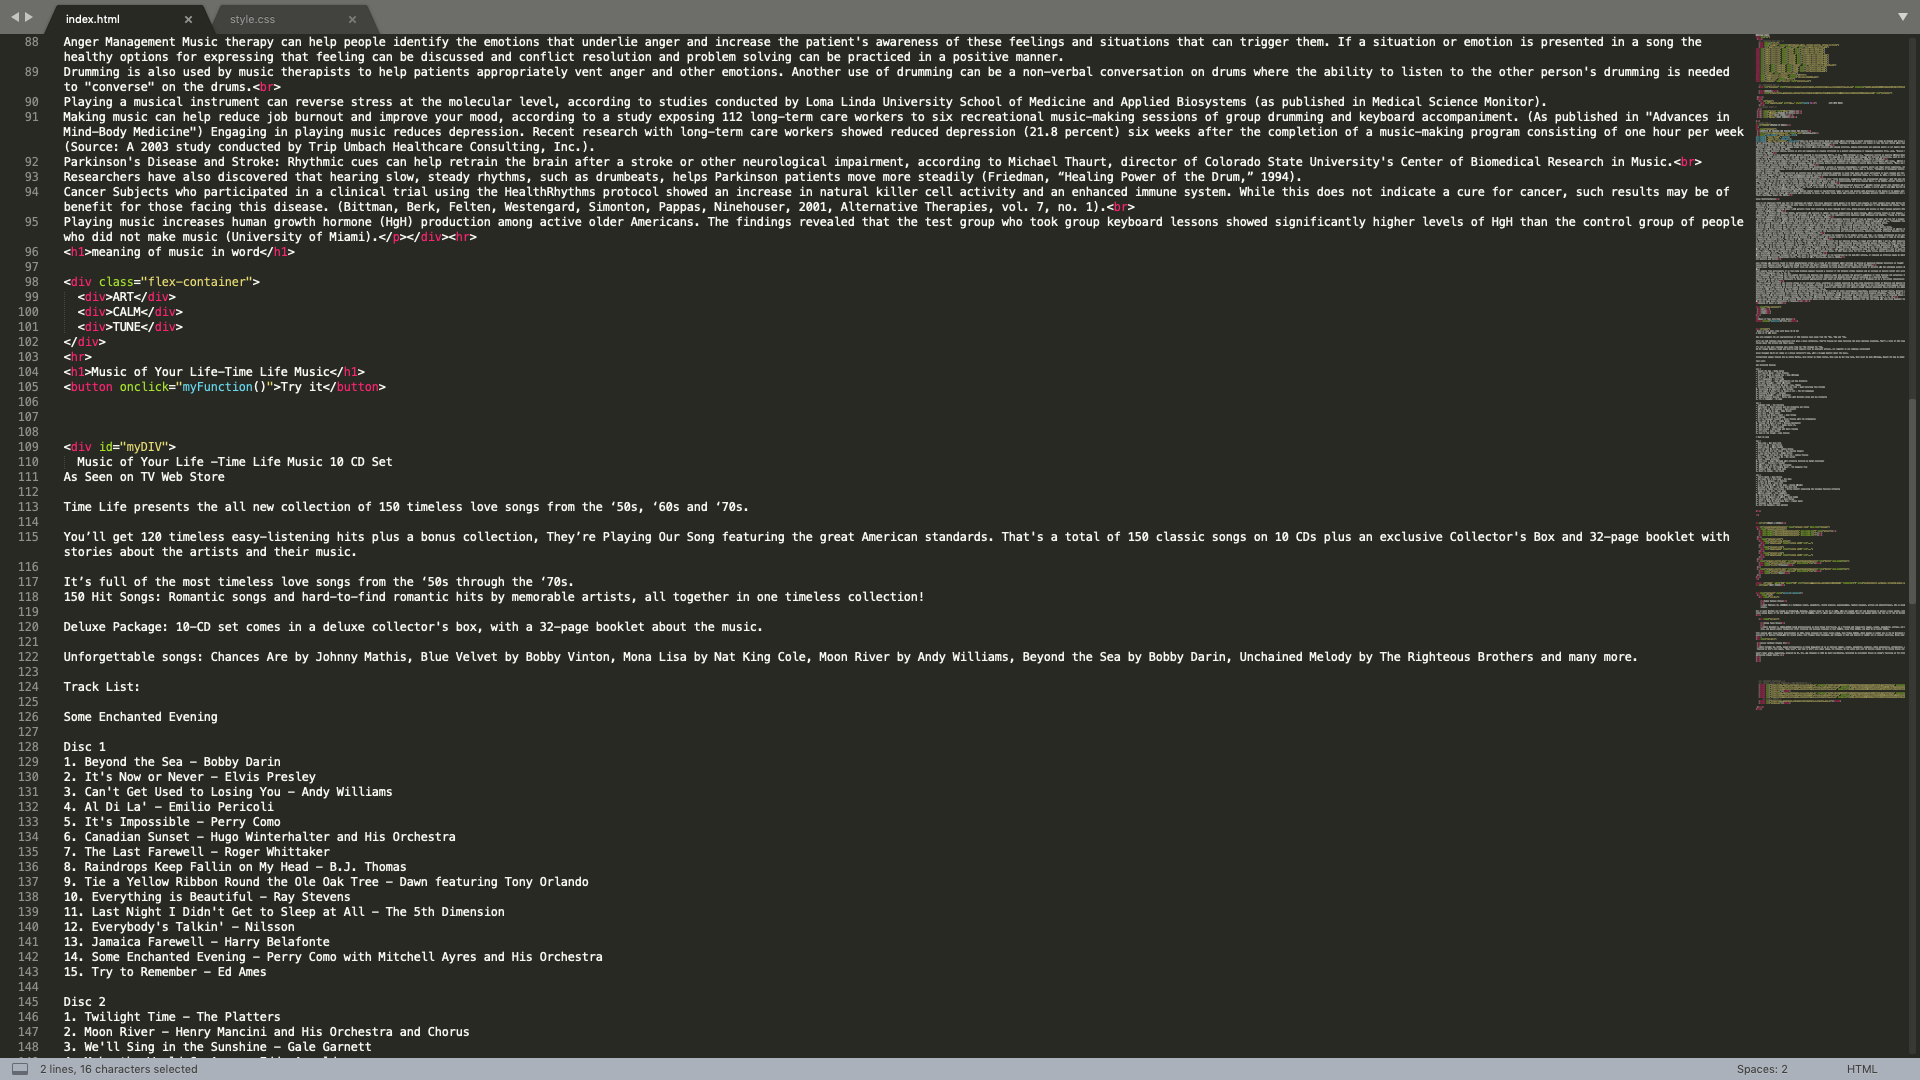 index.html
style.css
88 Anger Management Music therapy can help people identify the emotions that underlie anger and increase the patient's awareness of these feelings and situations that can trigger them. If a situation or emotion is presented in a song the
healthy options for expressing that feeling can be discussed and conflict resolution and problem solving can be practiced in a positive manner.
89 Drumming is also used by music therapists to help patients appropriately vent anger and other emotions. Another use of drumming can be a non-verbal conversation on drums where the ability to listen to the other person's drumming is needed
to "converse" on the drums.<br>
90 Playing a musical instrument can reverse stress at the molecular level, according to studies conducted by Loma Linda University School of Medicine and Applied Biosystems (as published in Medical Science Monitor).
91 Making music can help reduce job burnout and improve your mood, according to a study exposing 112 long-term care workers to six recreational music-making sessions of group drumming and keyboard accompaniment. (As published in "Advances in
Mind-Body Medicine") Engaging in playing music reduces depression. Recent research with long-term care workers showed reduced depression (21.8 percent) six weeks after the completion of a music-making program consisting of one hour per week
(Source: A 2003 study conducted by Trip Umbach Healthcare Consulting, Inc.).
92 Parkinson's Disease and Stroke: Rhythmic cues can help retrain the brain after a stroke or other neurological impairment, according to Michael Thaurt, director of Colorado State University's Center of Biomedical Research in Music.<br>
93 Researchers have also discovered that hearing slow, steady rhythms, such as drumbeats, helps Parkinson patients move more steadily (Friedman, “Healing Power of the Drum,” 1994).
94 Cancer Subjects who participated in a clinical trial using the HealthRhythms protocol showed an increase in natural killer cell activity and an enhanced immune system. While this does not indicate a cure for cancer, such results may be of
benefit for those facing this disease. (Bittman, Berk, Felten, Westengard, Simonton, Pappas, Ninehouser, 2001, Alternative Therapies, vol. 7, no. 1).<br>
95 Playing music increases human growth hormone (HgH) production among active older Americans. The findings revealed that the test group who took group keyboard lessons showed significantly higher levels of HgH than the control group of people
who did not make music (University of Miami).</p></div><hr>
96 <h1>meaning of music in word</h1>
97
98 <div class="flex-container">
99 <div>ART</div>
100 <div>CALM</div>
101 <div>TUNE</div>
102 </div>
103 <hr>
104 <h1>Music of Your Life-Time Life Music</h1>
105 <button onclick="myFunction()">Try it</button>
106
107
108
109 <div id="myDIV">
110 Music of Your Life –Time Life Music 10 CD Set
111 As Seen on TV Web Store
112
113 Time Life presents the all new collection of 150 timeless love songs from the ‘50s, ‘60s and ‘70s.
114
115 You’ll get 120 timeless easy-listening hits plus a bonus collection, They’re Playing Our Song featuring the great American standards. That's a total of 150 classic songs on 10 CDs plus an exclusive Collector's Box and 32-page booklet with
stories about the artists and their music.
116
117 It’s full of the most timeless love songs from the ‘50s through the ‘70s.
118 150 Hit Songs: Romantic songs and hard-to-find romantic hits by memorable artists, all together in one timeless collection!
119
120 Deluxe Package: 10-CD set comes in a deluxe collector's box, with a 32-page booklet about the music.
121
122 Unforgettable songs: Chances Are by Johnny Mathis, Blue Velvet by Bobby Vinton, Mona Lisa by Nat King Cole, Moon River by Andy Williams, Beyond the Sea by Bobby Darin, Unchained Melody by The Righteous Brothers and many more.
123
124 Track List:
125
126 Some Enchanted Evening
127
128 Disc 1
129 1. Beyond the Sea – Bobby Darin
130 2. It's Now or Never – Elvis Presley
131 3. Can't Get Used to Losing You – Andy Williams
132 4. Al Di La' – Emilio Pericoli
133 5. It's Impossible – Perry Como
134 6. Canadian Sunset – Hugo Winterhalter and His Orchestra
135 7. The Last Farewell – Roger Whittaker
136 8. Raindrops Keep Fallin on My Head – B.J. Thomas
137 9. Tie a Yellow Ribbon Round the Ole Oak Tree – Dawn featuring Tony Orlando
138 10. Everything is Beautiful – Ray Stevens
139 11. Last Night I Didn't Get to Sleep at All – The 5th Dimension
140 12. Everybody's Talkin' – Nilsson
141 13. Jamaica Farewell – Harry Belafonte
142 14. Some Enchanted Evening – Perry Como with Mitchell Ayres and His Orchestra
143 15. Try to Remember – Ed Ames
144
145 Disc 2
146 1. Twilight Time – The Platters
147 2. Moon River – Henry Mancini and His Orchestra and Chorus
148 3. We'll Sing in the Sunshine – Gale Garnett
2 lines, 16 characters selected
Spaces: 2
HTML